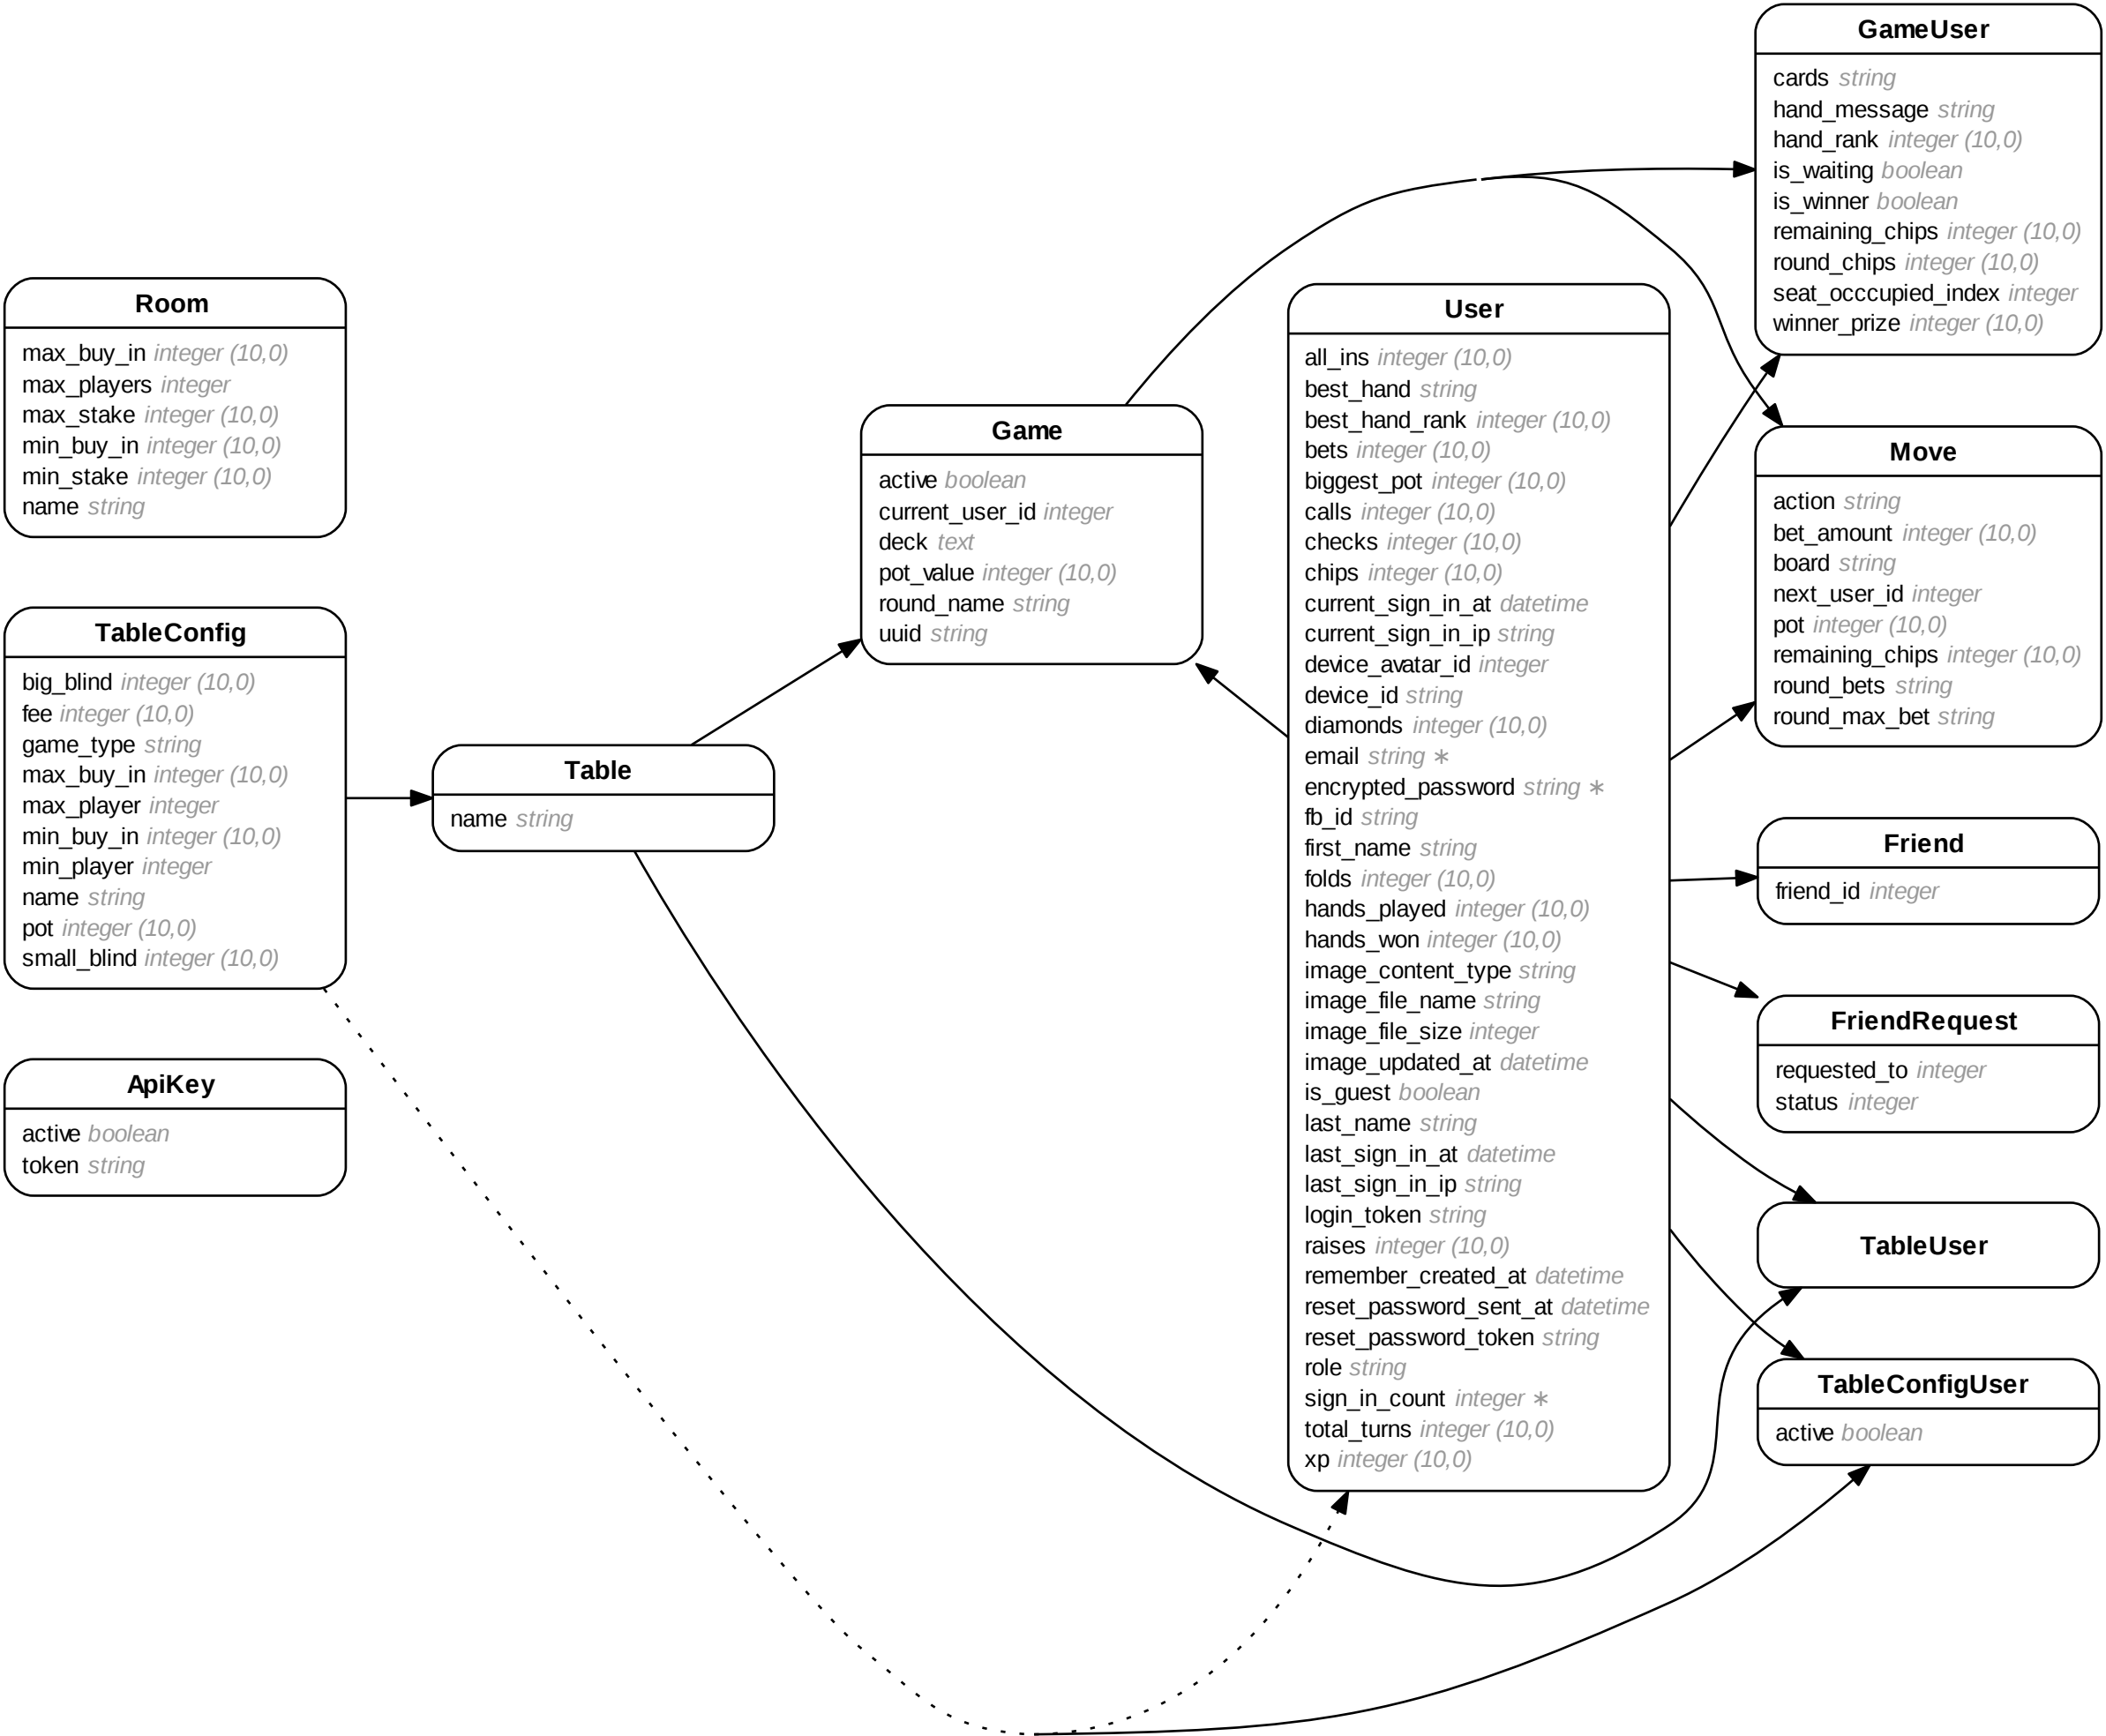 Room
max_buy_in integer (10,0)
max_players integer
max_stake integer (10,0)
min_buy_in integer (10,0)
min_stake integer (10,0)
name string
TableConfig
big_blind integer (10,0)
fee integer (10,0)
game_type string
max_buy_in integer (10,0)
max_player integer
min_buy_in integer (10,0)
min_player integer
name string
pot integer (10,0)
small_blind integer (10,0)
ApiKey
active boolean
token string
Table
name string
Game
active boolean
current_user_id integer
deck text
pot_value integer (10,0)
round_name string
uuid string
User
all_ins integer (10,0)
best_hand string
best_hand_rank integer (10,0)
bets integer (10,0)
biggest_pot integer (10,0)
calls integer (10,0)
checks integer (10,0)
chips integer (10,0)
current_sign_in_at datetime
current_sign_in_ip string
device_avatar_id integer
device_id string
diamonds integer (10,0)
email string ∗
encrypted_password string ∗
fb_id string
first_name string
folds integer (10,0)
hands_played integer (10,0)
hands_won integer (10,0)
image_content_type string
image_file_name string
image_file_size integer
image_updated_at datetime
is_guest boolean
last_name string
last_sign_in_at datetime
last_sign_in_ip string
login_token string
raises integer (10,0)
remember_created_at datetime
reset_password_sent_at datetime
reset_password_token string
role string
sign_in_count integer ∗
total_turns integer (10,0)
xp integer (10,0)
GameUser
cards string
hand_message string
hand_rank integer (10,0)
is_waiting boolean
is_winner boolean
remaining_chips integer (10,0)
round_chips integer (10,0)
seat_occcupied_index integer
winner_prize integer (10,0)
Move
action string
bet_amount integer (10,0)
board string
next_user_id integer
pot integer (10,0)
remaining_chips integer (10,0)
round_bets string
round_max_bet string
Friend
friend_id integer
FriendRequest
requested_to integer
status integer
TableUser
TableConfigUser
active boolean